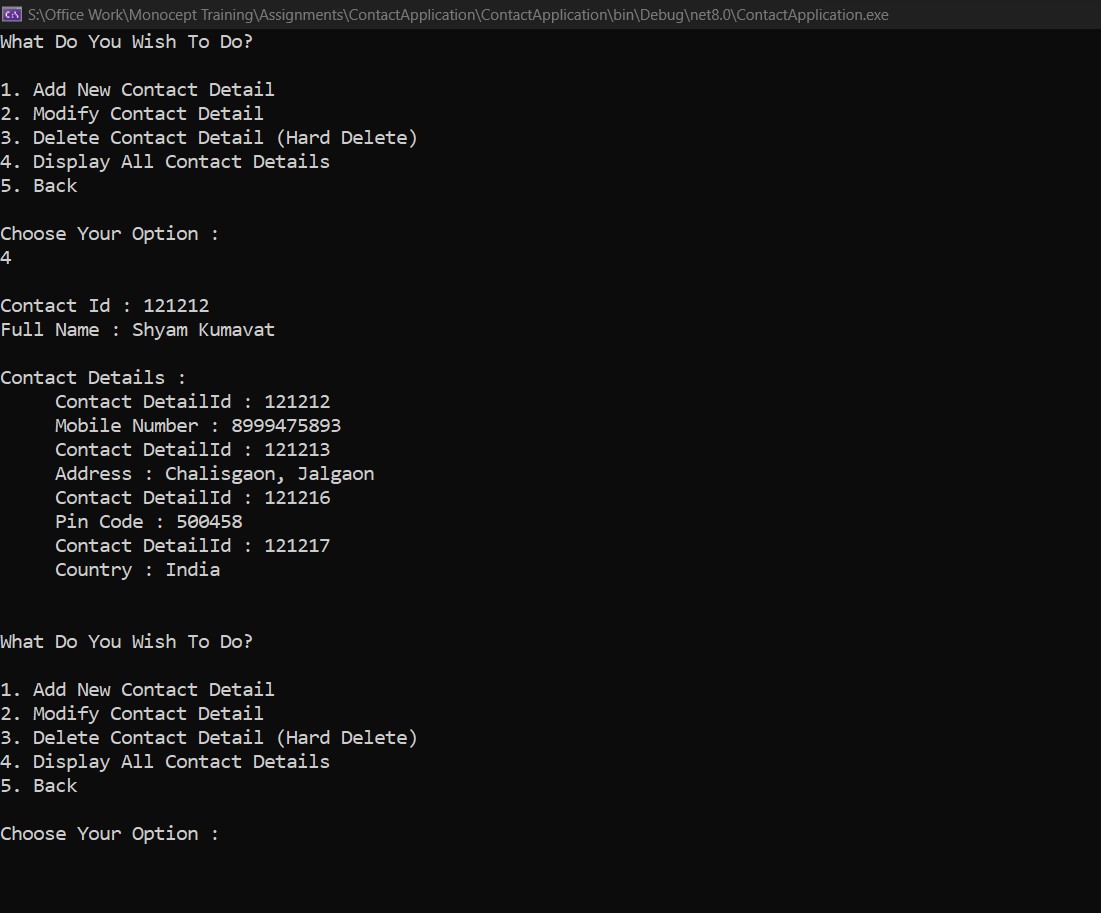 S:\Office Work\Monocept Training\Assignments\ContactApplication\ContactApplication\bin\Debug\net8.0\ContactApplication.exe
What Do You Wish To Do?
1. Add New Contact Detail
2. Modify Contact Detail
3. Delete Contact Detail (Hard Delete)
4. Display All Contact Details
5. Back
Choose Your Option :
4
Contact Id : 121212
Full Name : Shyam Kumavat
Contact Details :
Contact DetailId : 121212
Mobile Number : 8999475893
Contact DetailId : 121213
Address : Chalisgaon, Jalgaon
Contact DetailId : 121216
Pin Code : 500458
Contact DetailId : 121217
Country : India
What Do You Wish To Do?
1. Add New Contact Detail
2. Modify Contact Detail
3. Delete Contact Detail (Hard Delete)
4. Display All Contact Details
5. Back
Choose Your Option :